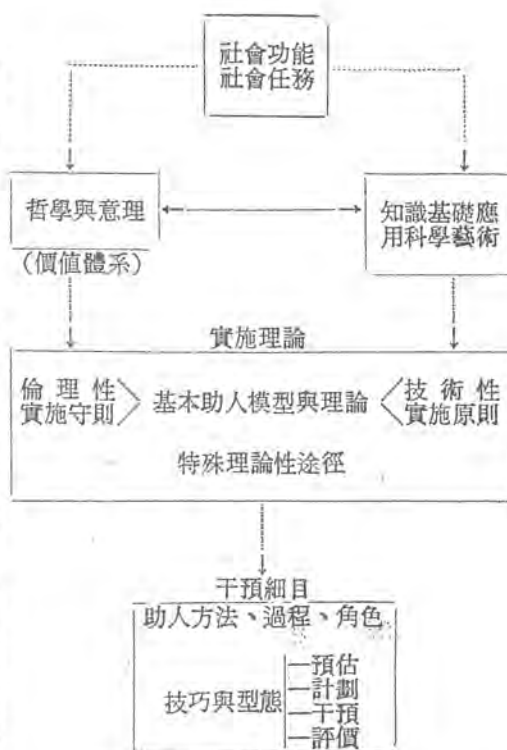 社會功能
社會任務
哲學與意理
(價值體系)
知識基礎應
用科學藝術
實施理論
倫理性
實施守則
基本助人模型與理論
技術性
實施原則
特殊理論性途徑
干預細目
助人方法、過程、角色
技巧與型態
預估
計劃
干預
評價